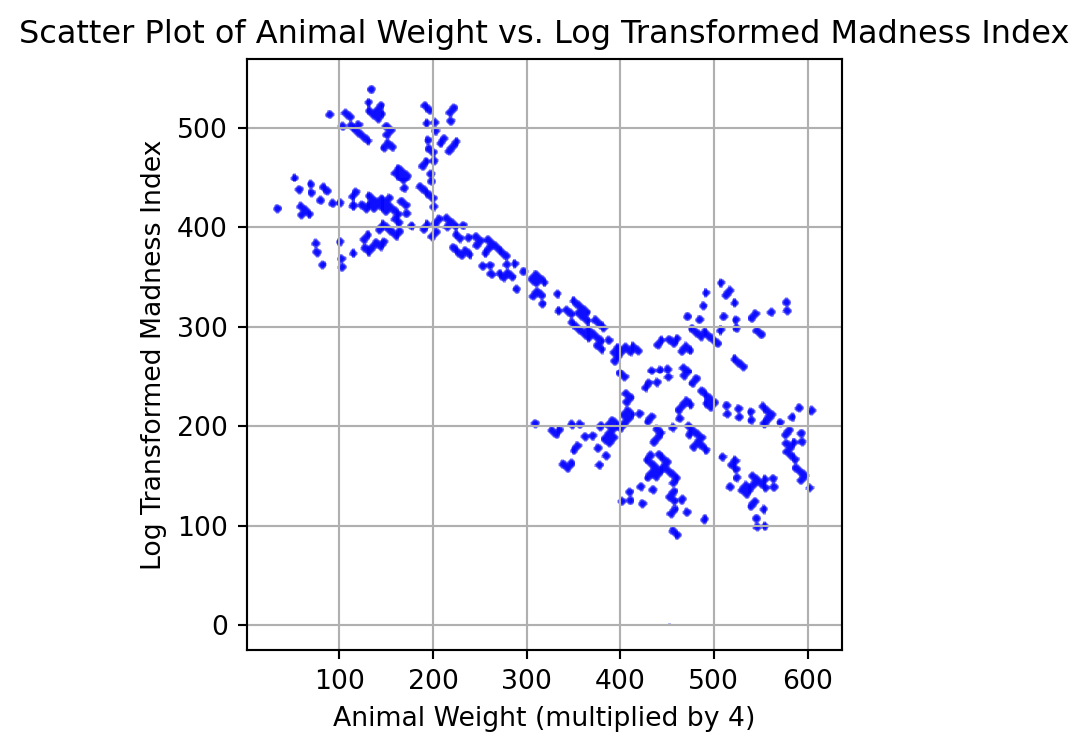 Scatter Plot of Animal Weight vs. Log Transformed Madness Index
Log Transformed Madness Index
500
400
300
200
100
0
100 200 300 400 500 600
Animal Weight (multiplied by 4)